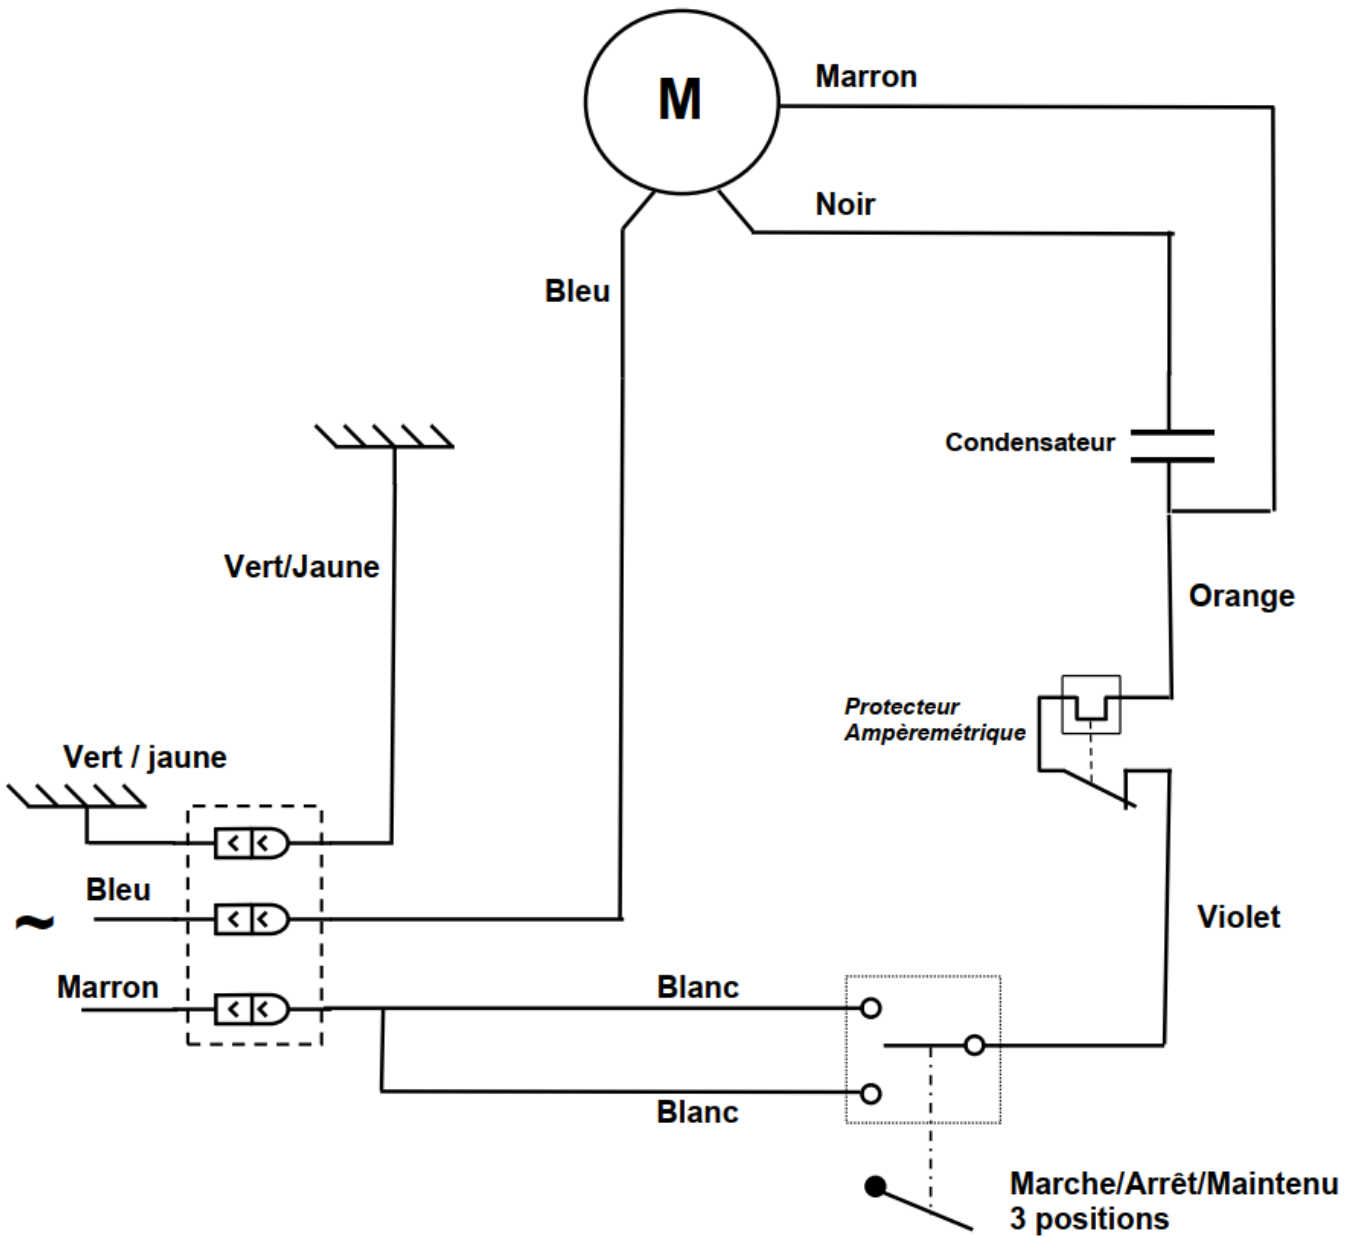 M
Marron
Noir
Bleu
Condensateur
Vert/Jaune
Orange
Protecteur
Ampèremétrique
Vert / jaune
Bleu
~
Violet
Marron
Blanc
Blanc
Marche/Arrêt/Maintenu
3 positions